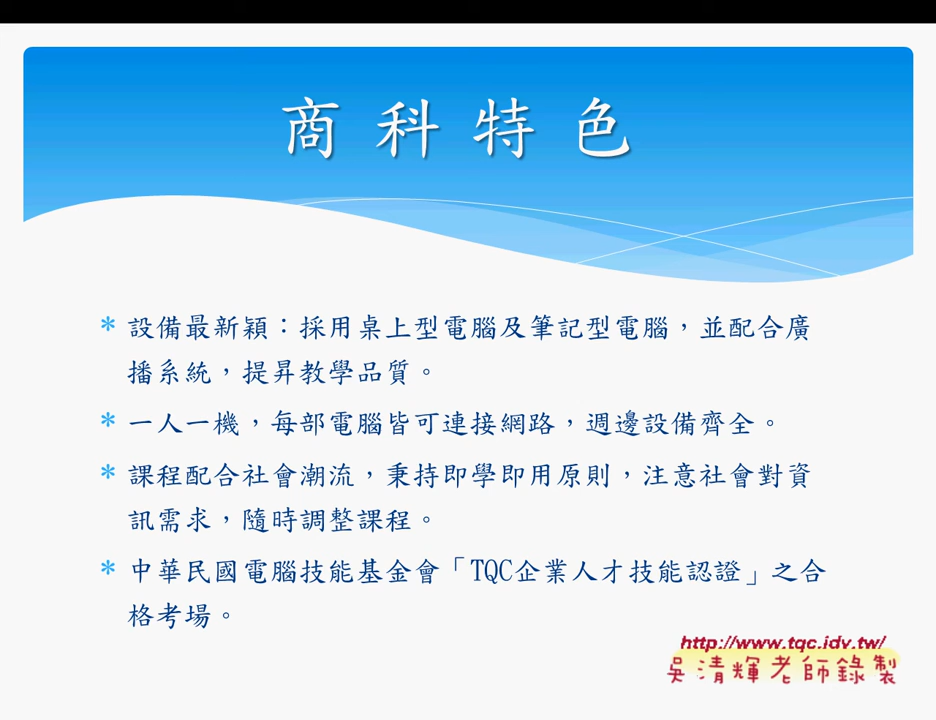 商科特色
* 設備最新穎：採用桌上型電腦及筆記型電腦，並配合廣
播系統，提昇教學品質。
* 一人一機，每部電腦皆可連接網路，週邊設備齊全。
* 課程配合社會潮流，秉持即學即用原則，注意社會對資
訊需求，隨時調整課程。
* 中華民國電腦技能基金會「TQC企業人才技能認證」之合
格考場。
http://www.tqc.idv.tw/
吳清輝老師錄製